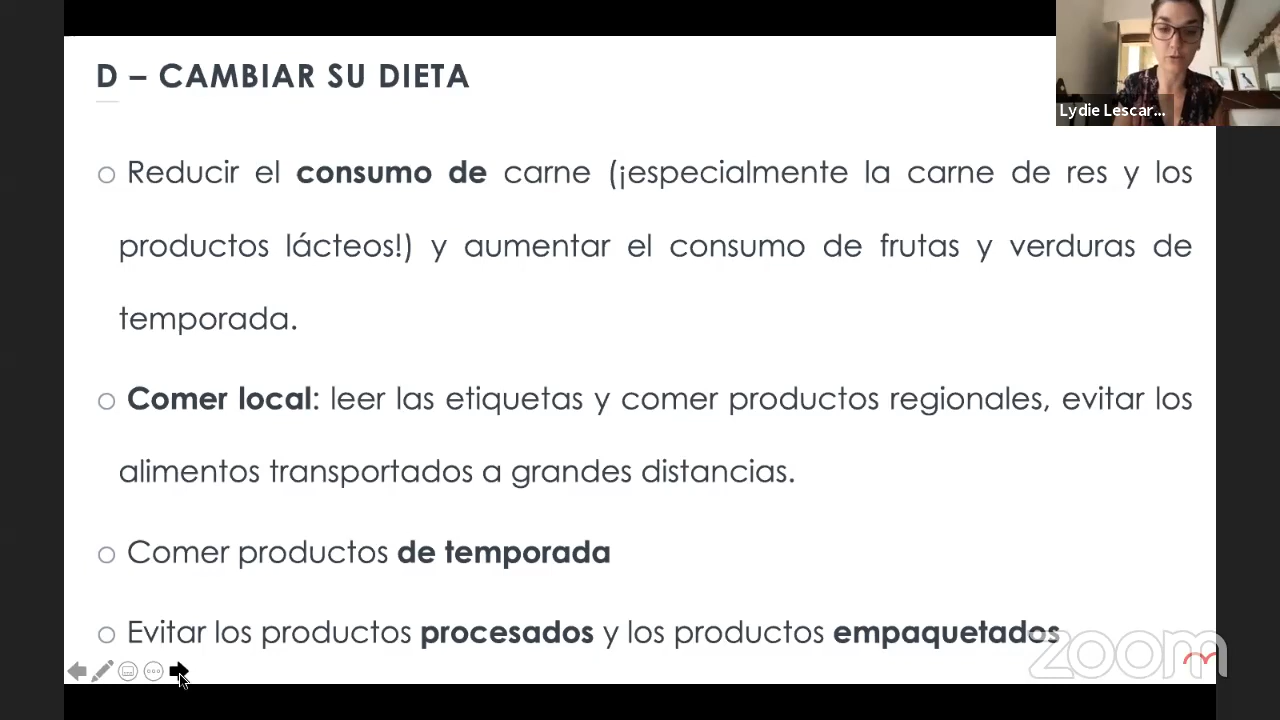 D – CAMBIAR SU DIETA
Lydie Lescar...
○ Reducir el consumo de carne (¡especialmente la carne de res y los
productos lácteos!) y aumentar el consumo de frutas y verduras de
temporada.
○ Comer local: leer las etiquetas y comer productos regionales, evitar los
alimentos transportados a grandes distancias.
○ Comer productos de temporada
○ Evitar los productos procesados y los productos empaquetados
zoom